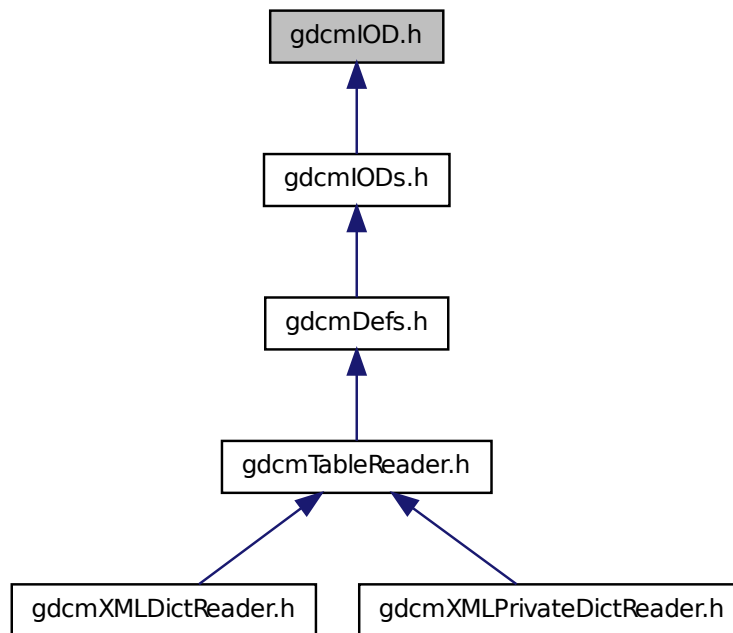 gdcmIOD.h
gdcmIODs.h
gdcmDefs.h
gdcmTableReader.h
gdcmXMLDictReader.h
gdcmXMLPrivateDictReader.h